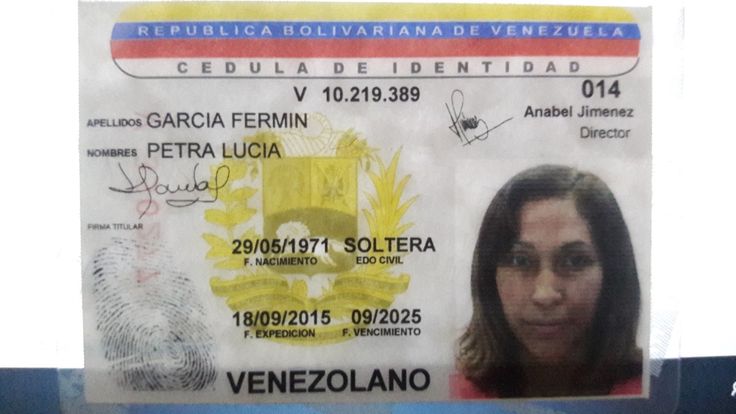 REPUBLICA BOLIVARIANA DE VENEZUELA
CEDULA DE IDENTIDAD
V 10.219.389
014
Anabel Jimenez
Director
APELLIDOS GARCIA FERMIN
NOMBRES PETRA LUCIA
FIRMA TITULAR
29/05/1971 SOLTERA
F. NACIMIENTO EDO CIVIL
18/09/2015 09/2025
F. EXPEDICION F. VENCIMIENTO
VENEZOLANO